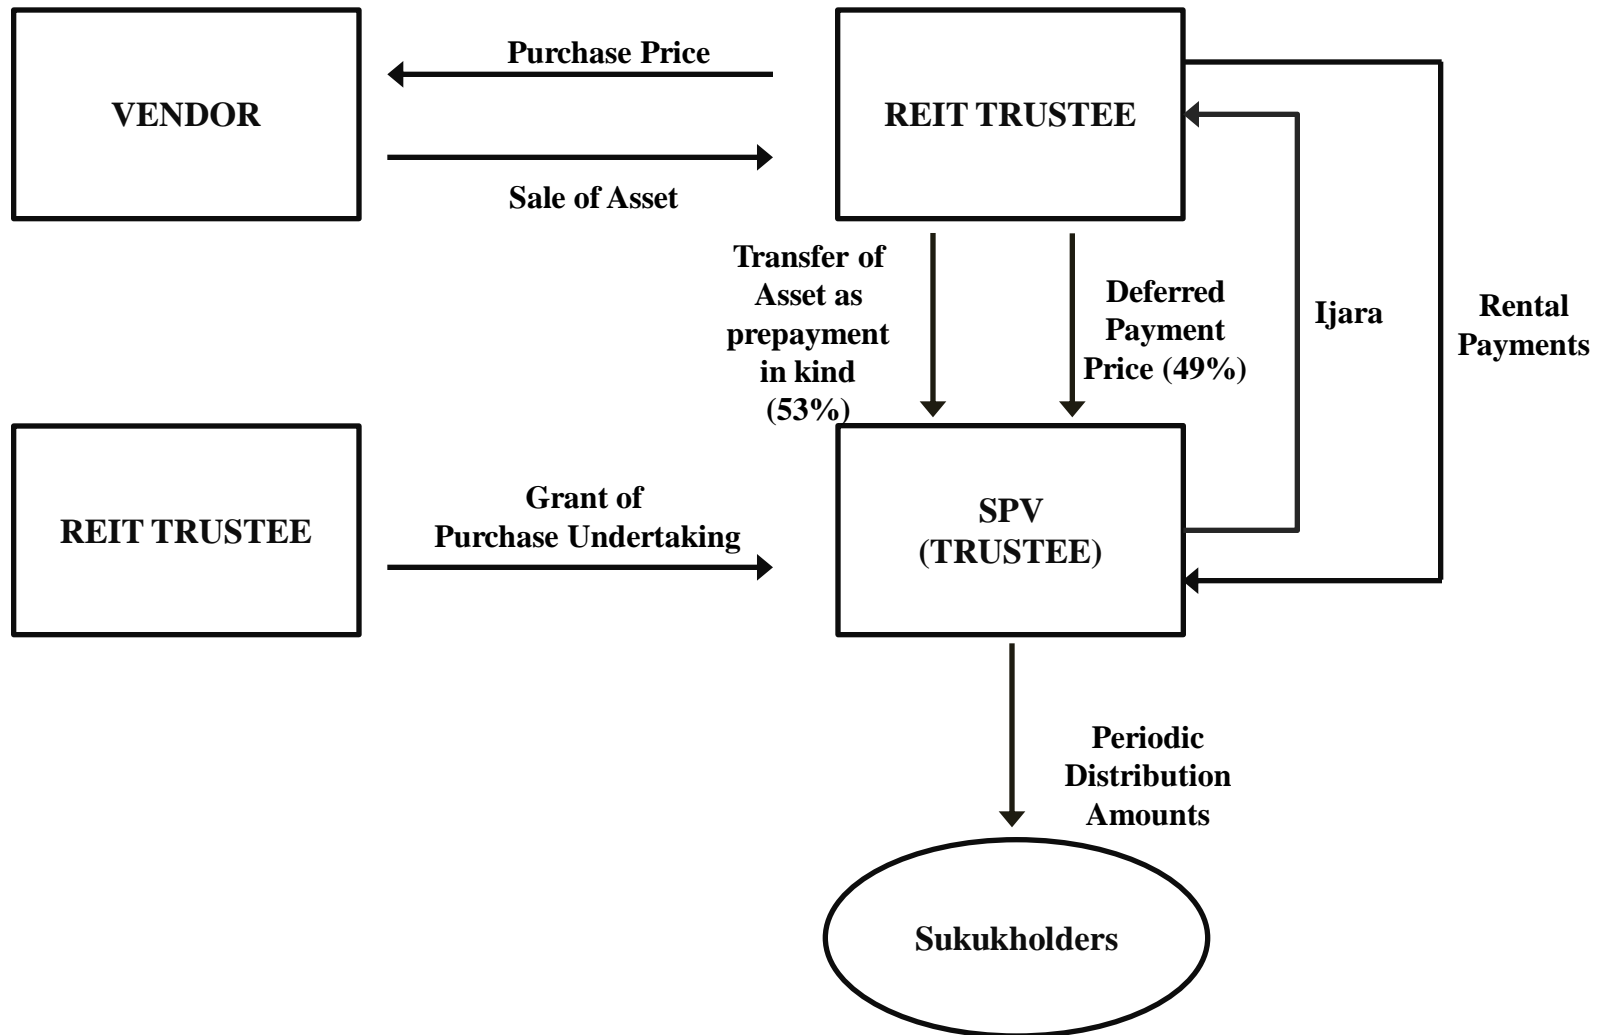 Purchase Price
VENDOR
REIT TRUSTEE
Sale of Asset
Transfer of
Asset as
prepayment
in kind
(53%)
Deferred
Payment
Price (49%)
Ijara
Rental
Payments
REIT TRUSTEE
Grant of
Purchase Undertaking
SPV
(TRUSTEE)
Periodic
Distribution
Amounts
Sukukholders